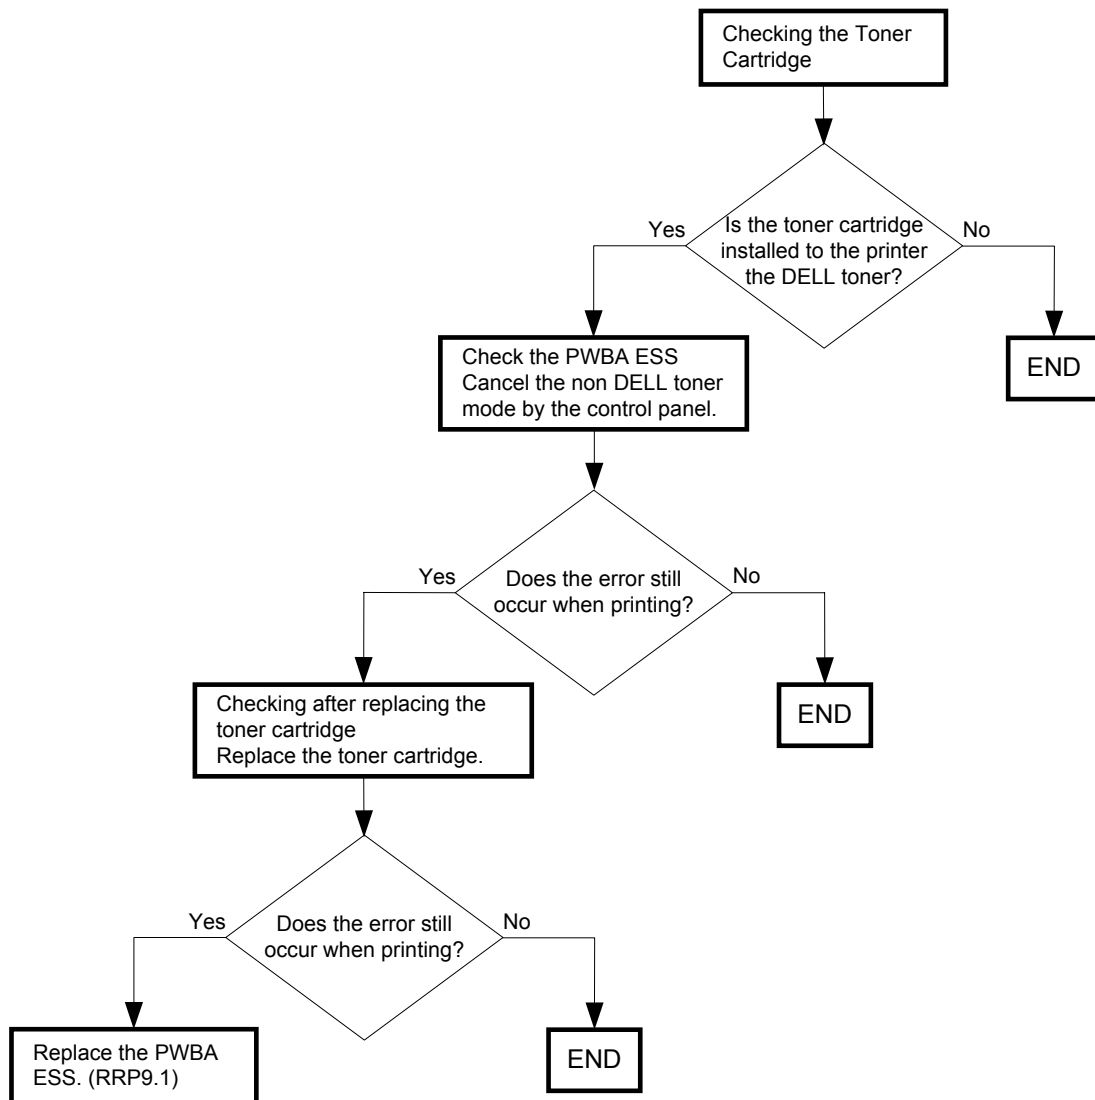 Checking the Toner
Cartridge
Is the toner cartridge
installed to the printer
the DELL toner?
Yes
No
Check the PWBA ESS
Cancel the non DELL toner
mode by the control panel.
END
Does the error still
occur when printing?
Yes
No
Checking after replacing the
toner cartridge
Replace the toner cartridge.
END
Does the error still
occur when printing?
Yes
No
Replace the PWBA
ESS. (RRP9.1)
END